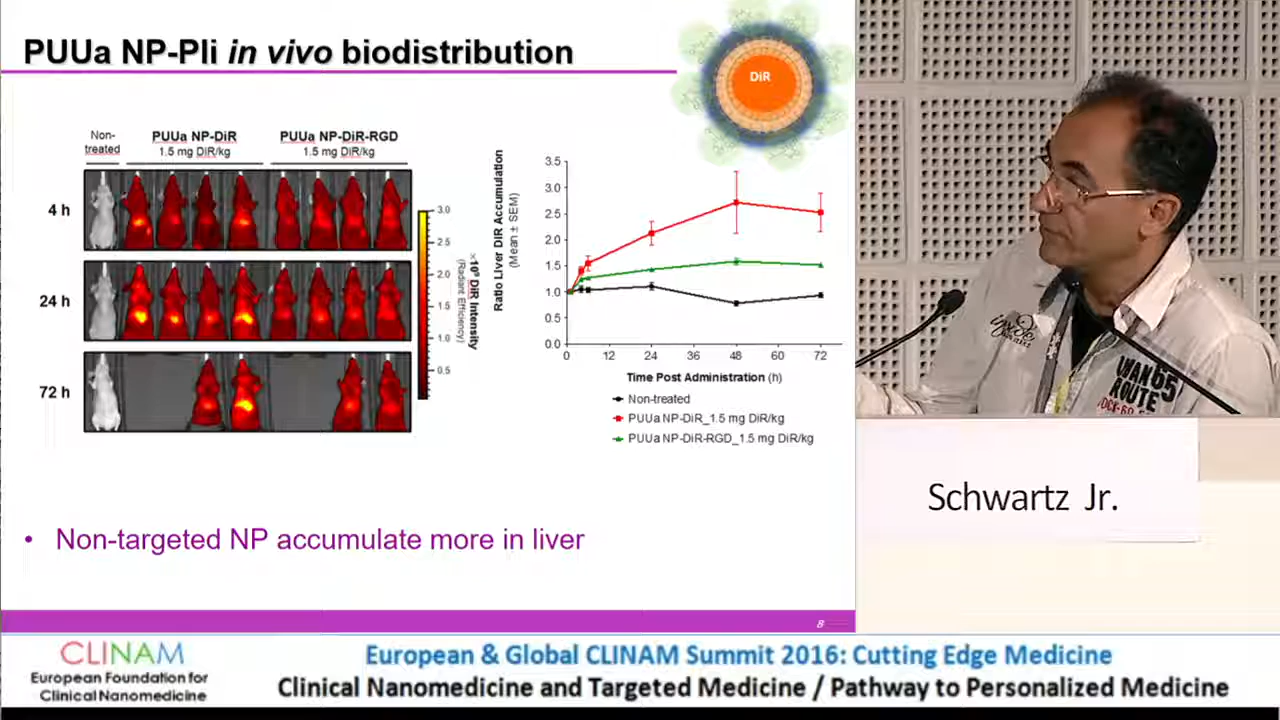 PUUa NP-Pli in vivo biodistribution
DiR
Non-
treated
PUUa NP-DiR
1.5 mg DiR/kg
PUUa NP-DiR-RGD
1.5 mg DiR/kg
4 h
24 h
72 h
3.0
2.5
2.0
1.5
1.0
0.5
DiR Intensity
(Radiant Efficiency)
Ratio Liver DIR Accumulation
(Mean ± SEM)
3.5
3.0
2.5
2.0
1.5
1.0
0.5
0.0
0 12 24 36 48 60 72
Time Post Administration (h)
Non-treated
PUUa NP-DiR_1.5 mg DiR/kg
PUUa NP-DiR-RGD_1.5 mg DiR/kg
• Non-targeted NP accumulate more in liver
8
ROUTE
65
Schwartz Jr.
CLINAM
European Foundation for
Clinical Nanomedicine
European & Global CLINAM Summit 2016: Cutting Edge Medicine
Clinical Nanomedicine and Targeted Medicine / Pathway to Personalized Medicine